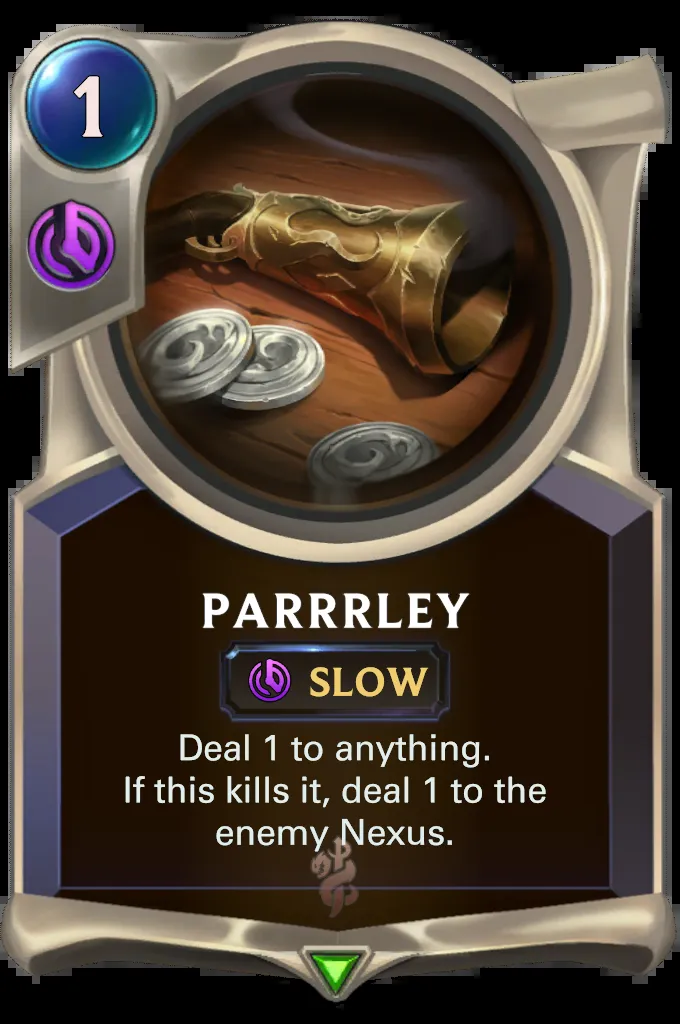 1
PARRRLEY
SLOW
Deal 1 to anything.
If this kills it, deal 1 to the
enemy Nexus.